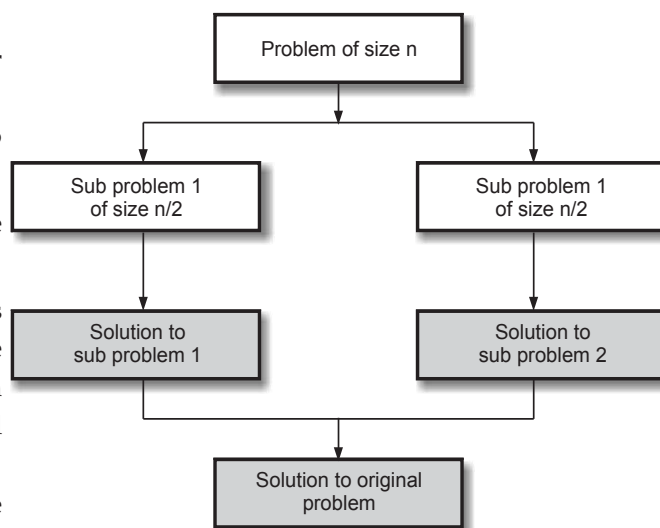 Problem of size n
Sub problem 1
of size n/2
Sub problem 1
of size n/2
Solution to
sub problem 1
Solution to
sub problem 2
Solution to original
problem